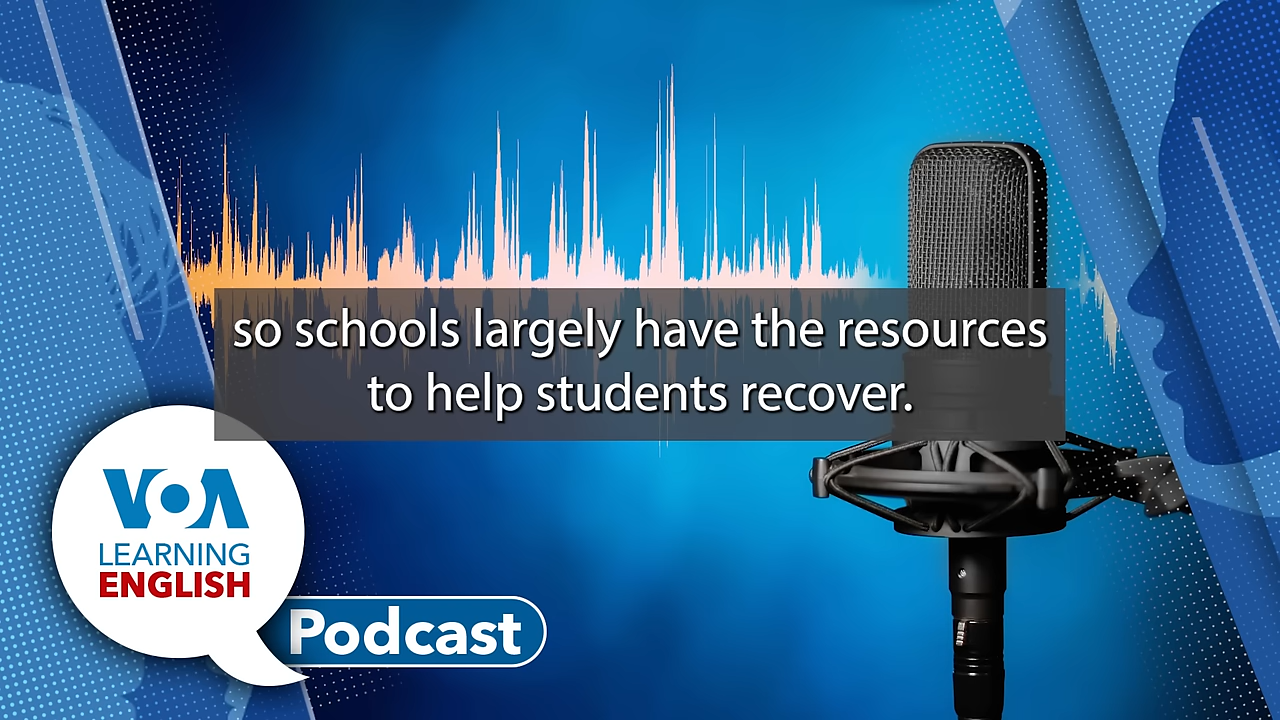 so schools largely have the resources
to help students recover.
VOA
LEARNING
ENGLISH
Podcast